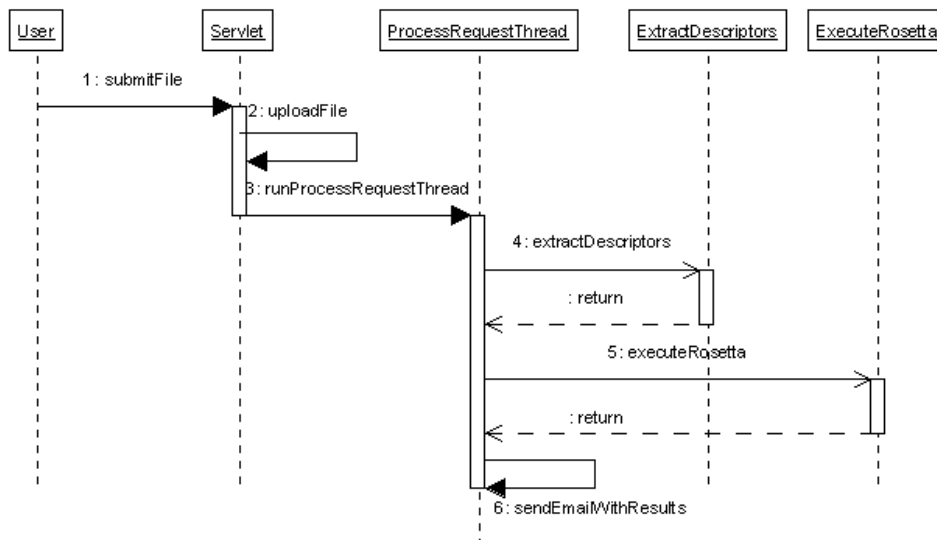 User
Servlet
ProcessRequestThread
ExtractDescriptors
ExecuteRosetta
1: submitFile
2: uploadFile
3: runProcessRequestThread
4: extractDescriptors
: return
5: executeRosetta
: return
6: sendEmailWithResults